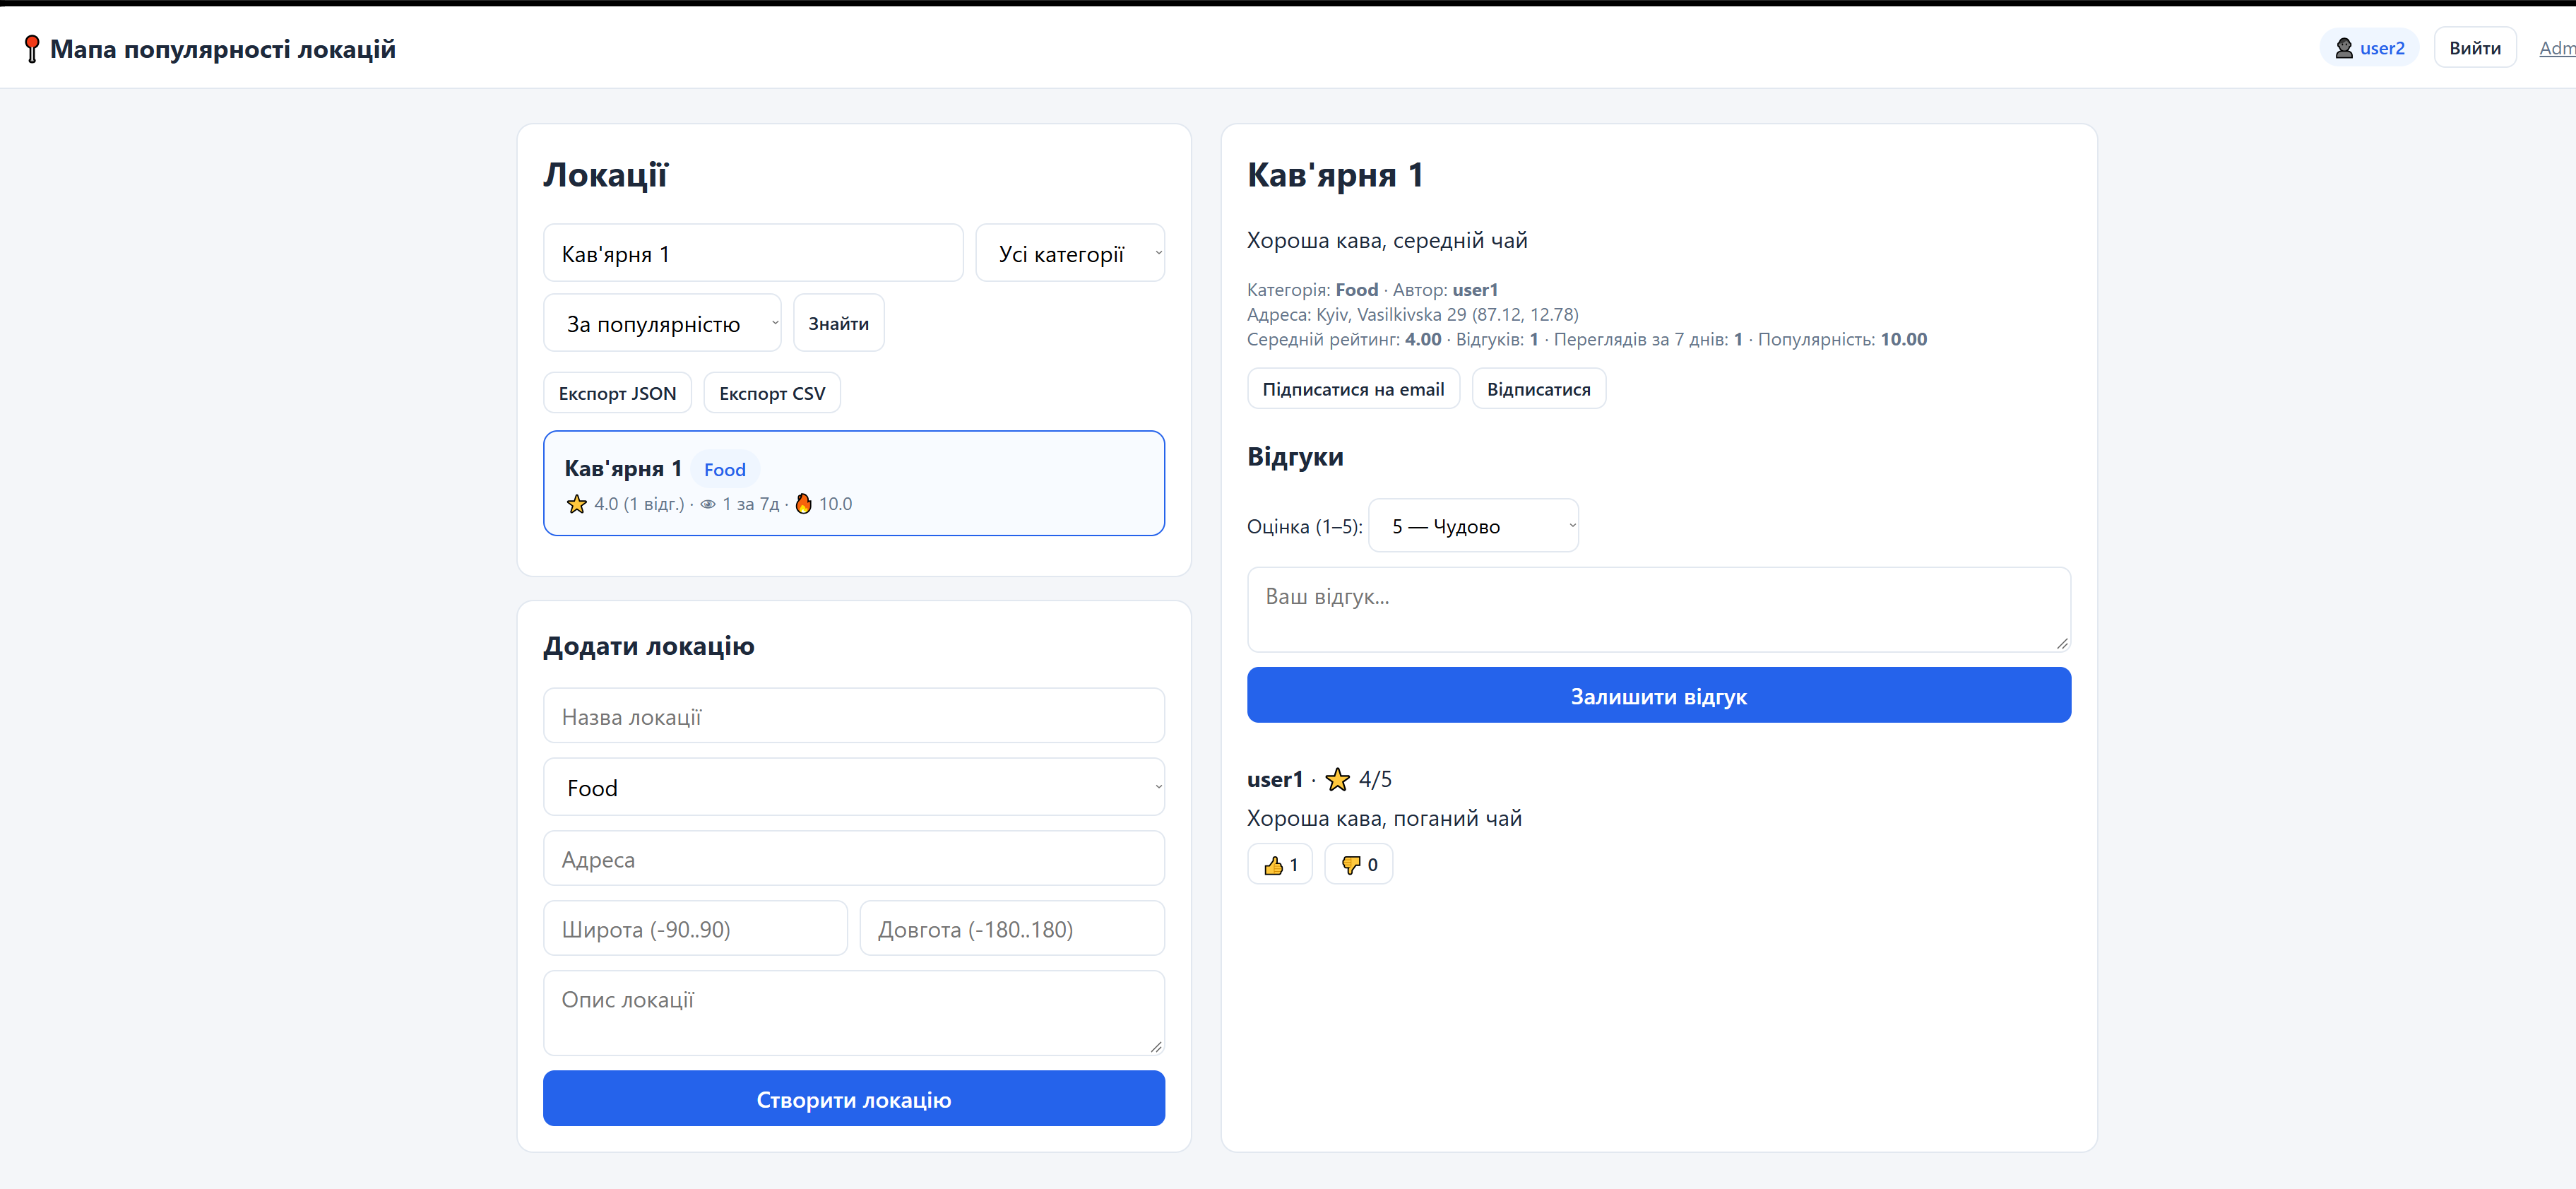 📍 Мапа популярності локацій
👤 user2
Вийти
Adm
Локації
Кав'ярня 1
Усі категорії
За популярністю
Знайти
Експорт JSON
Експорт CSV
Кав'ярня 1 Food
⭐ 4.0 (1 відг.) · 👁 1 за 7д · 🔥 10.0
Додати локацію
Назва локації
Food
Адреса
Широта (-90..90)
Довгота (-180..180)
Опис локації
Створити локацію
Кав'ярня 1
Хороша кава, середній чай
Категорія: Food · Автор: user1
Адреса: Kyiv, Vasilkivska 29 (87.12, 12.78)
Середній рейтинг: 4.00 · Відгуків: 1 · Переглядів за 7 днів: 1 · Популярність: 10.00
Підписатися на email
Відписатися
Відгуки
Оцінка (1–5): 5 — Чудово
Ваш відгук...
Залишити відгук
user1 · ⭐ 4/5
Хороша кава, поганий чай
👍 1
👎 0